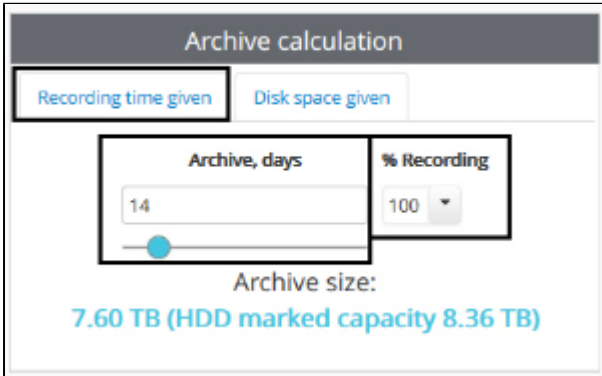 Archive calculation
Recording time given Disk space given
Archive, days % Recording
14 100
Archive size:
7.60 TB (HDD marked capacity 8.36 TB)